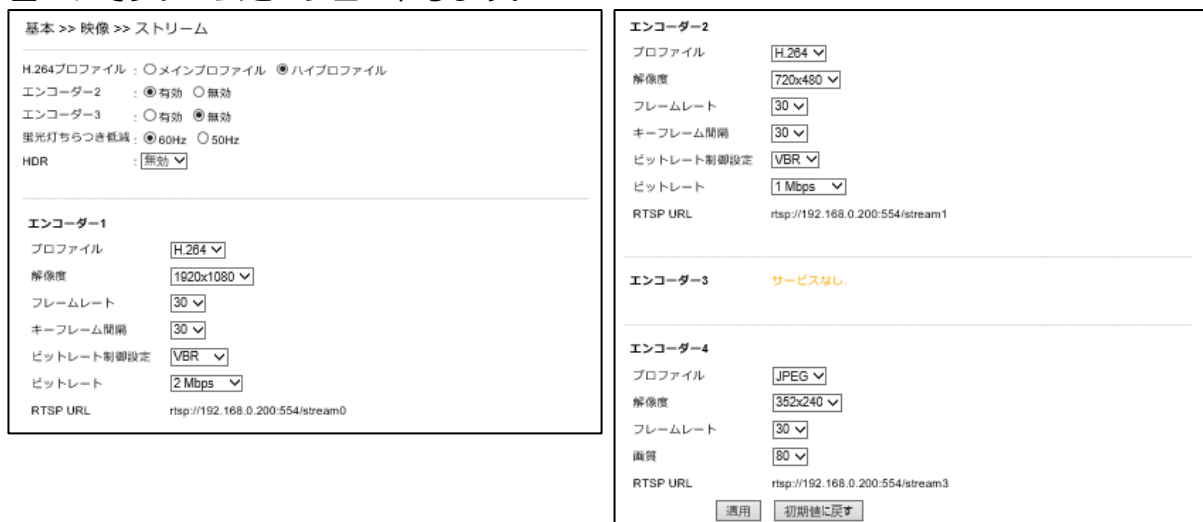 基本 >> 映像 >> ストリーム
H.264プロファイル : メインプロファイル ハイプロファイル
エンコーダー2 : 有効 無効
エンコーダー3 : 有効 無効
蛍光灯ちらつき低減 : 60Hz 50Hz
HDR : 無効
エンコーダー1
プロファイル H.264
解像度 1920x1080
フレームレート 30
キーフレーム間隔 30
ビットレート制御設定 VBR
ビットレート 2 Mbps
RTSP URL rtsp://192.168.0.200:554/stream0
エンコーダー2
プロファイル H.264
解像度 720x480
フレームレート 30
キーフレーム間隔 30
ビットレート制御設定 VBR
ビットレート 1 Mbps
RTSP URL rtsp://192.168.0.200:554/stream1
エンコーダー3 サービスなし.
エンコーダー4
プロファイル JPEG
解像度 352x240
フレームレート 30
画質 80
RTSP URL rtsp://192.168.0.200:554/stream3
適用 初期値に戻す